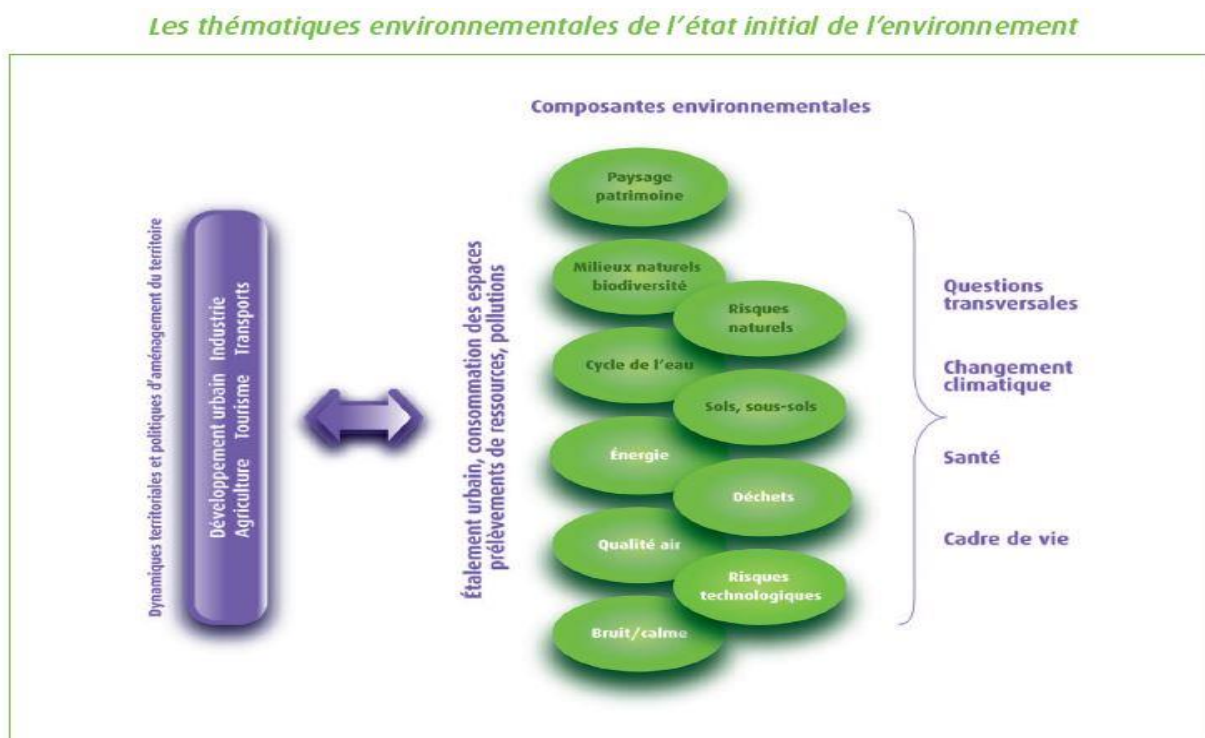 Les thématiques environnementales de l'état initial de l'environnement
Composantes environnementales
Dynamiques territoriales et politiques d'aménagement du territoire
Développement urbain Industrie
Agriculture Tourisme Transports
Étalement urbain, consommation des espaces
prélèvements de ressources, pollutions
Paysage
patrimoine
Milieux naturels
biodiversité
Risques
naturels
Cycle de l'eau
Sols, sous-sols
Énergie
Déchets
Qualité air
Risques
technologiques
Bruit/calme
Questions
transversales
Changement
climatique
Santé
Cadre de vie